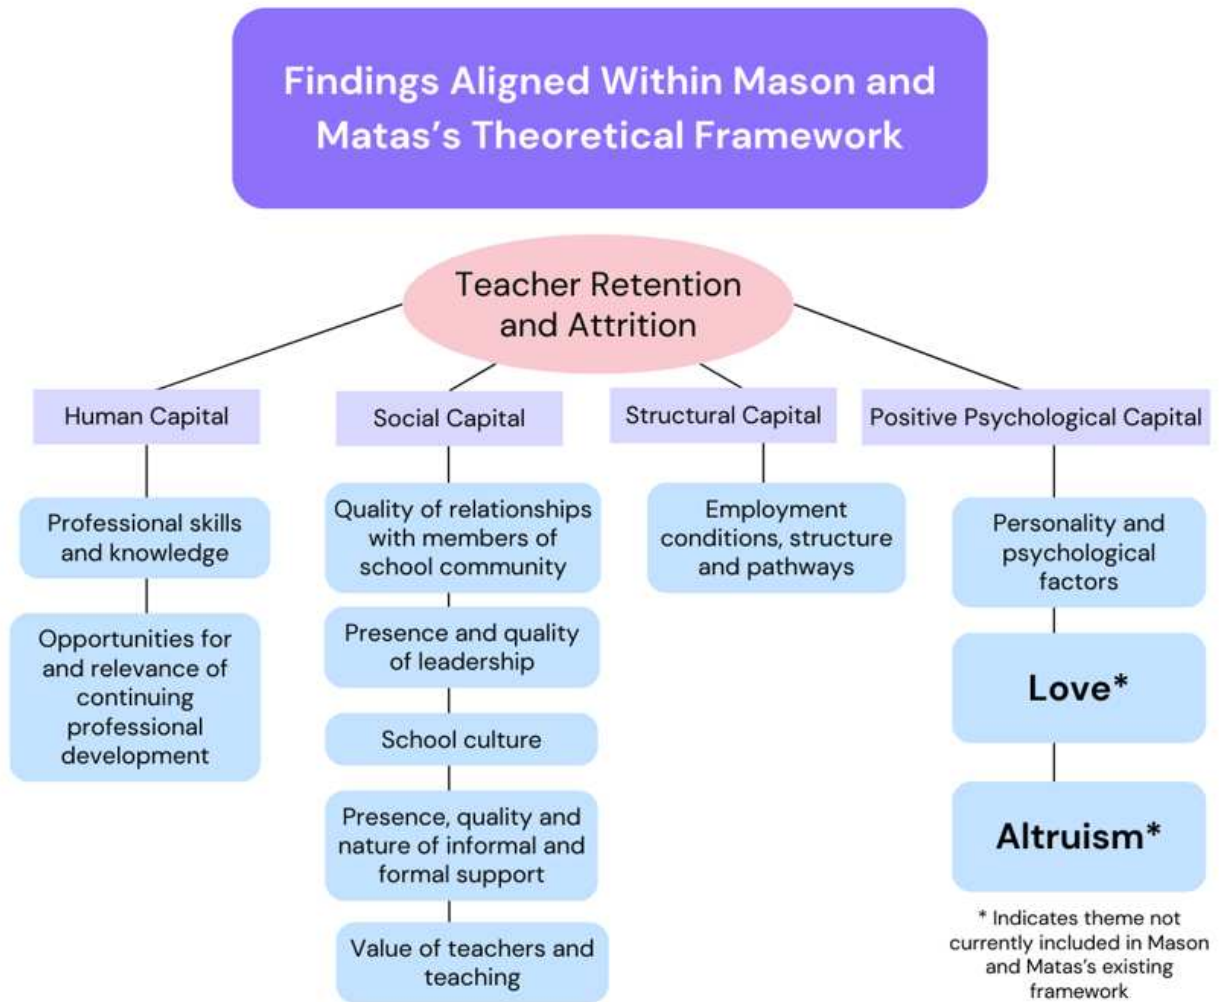 Findings Aligned Within Mason and
Matas's Theoretical Framework
Teacher Retention
and Attrition
Human Capital
Social Capital
Structural Capital
Positive Psychological Capital
Professional skills
and knowledge
Opportunities for
and relevance of
continuing
professional
development
Quality of relationships
with members of
school community
Presence and quality
of leadership
School culture
Presence, quality and
nature of informal and
formal support
Value of teachers and
teaching
Employment
conditions, structure
and pathways
Personality and
psychological
factors
Love*
Altruism*
* Indicates theme not
currently included in Mason
and Matas's existing
framework